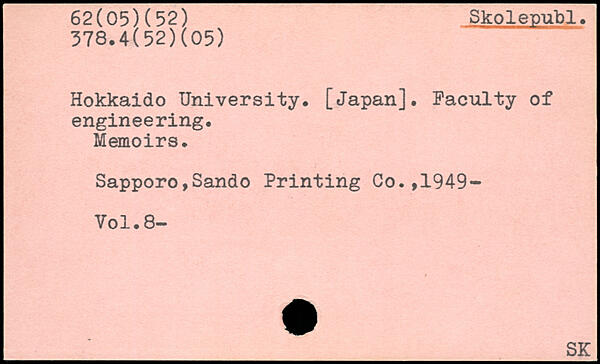 62(05)(52)
Skolepubl.
378.4(52)(05)
Hokkaido University. [Japan]. Faculty of
engineering.
Memoirs.
Sapporo,Sando Printing Co.,1949-
Vol.8-
SK